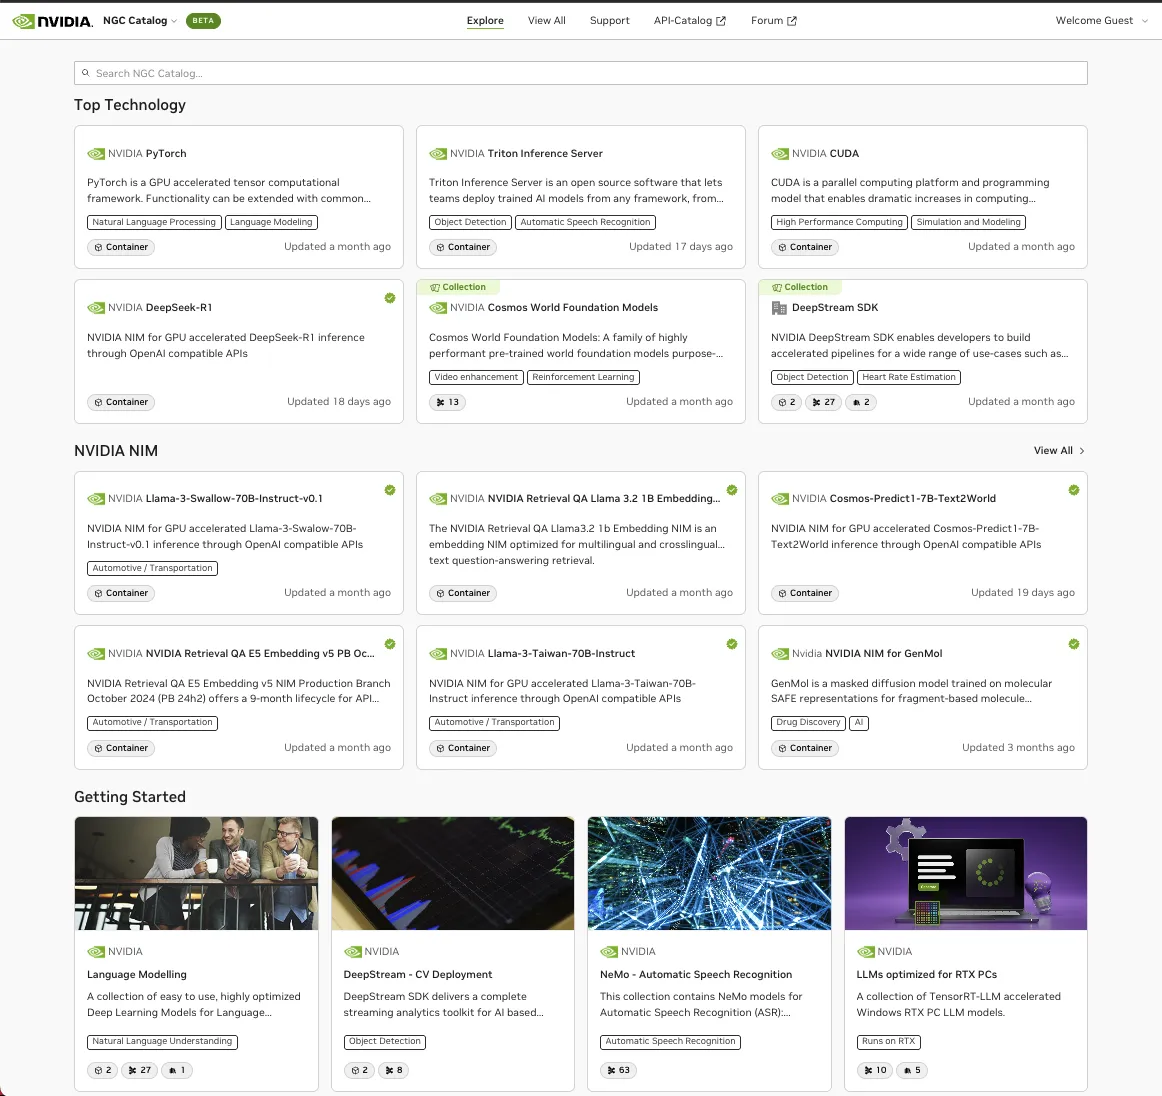 NVIDIA. NGC Catalog BETA Explore View All Support API-Catalog Forum Welcome Guest
Search NGC Catalog...
Top Technology
NVIDIA PyTorch
PyTorch is a GPU accelerated tensor computational
framework. Functionality can be extended with common...
Natural Language Processing Language Modeling
Container Updated a month ago
NVIDIA Triton Inference Server
Triton Inference Server is an open source software that lets
teams deploy trained AI models from any framework, from...
Object Detection Automatic Speech Recognition
Container Updated 17 days ago
NVIDIA CUDA
CUDA is a parallel computing platform and programming
model that enables dramatic increases in computing...
High Performance Computing Simulation and Modeling
Container Updated a month ago
NVIDIA DeepSeek-R1
NVIDIA NIM for GPU accelerated DeepSeek-R1 inference
through OpenAI compatible APIs
Container Updated 18 days ago
Collection
NVIDIA Cosmos World Foundation Models
Cosmos World Foundation Models: A family of highly
performant pre-trained world foundation models purpose-...
Video enhancement Reinforcement Learning
13 Updated a month ago
Collection
DeepStream SDK
NVIDIA DeepStream SDK enables developers to build
accelerated pipelines for a wide range of use-cases such as...
Object Detection Heart Rate Estimation
2 27 2 Updated a month ago
NVIDIA NIM View All
NVIDIA Llama-3-Swallow-70B-Instruct-v0.1
NVIDIA NIM for GPU accelerated Llama-3-Swalow-70B-
Instruct-v0.1 inference through OpenAI compatible APIs
Automotive / Transportation
Container Updated a month ago
NVIDIA NVIDIA Retrieval QA Llama 3.2 1B Embedding...
The NVIDIA Retrieval QA Llama3.2 1b Embedding NIM is an
embedding NIM optimized for multilingual and crosslingual...
text question-answering retrieval.
Container Updated a month ago
NVIDIA Cosmos-Predict1-7B-Text2World
NVIDIA NIM for GPU accelerated Cosmos-Predict1-7B-
Text2World inference through OpenAI compatible APIs
Container Updated 19 days ago
NVIDIA NVIDIA Retrieval QA E5 Embedding v5 PB Oc...
NVIDIA Retrieval QA E5 Embedding v5 NIM Production Branch
October 2024 (PB 24h2) offers a 9-month lifecycle for API...
Automotive / Transportation
Container Updated a month ago
NVIDIA Llama-3-Taiwan-70B-Instruct
NVIDIA NIM for GPU accelerated Llama-3-Taiwan-70B-
Instruct inference through OpenAI compatible APIs
Automotive / Transportation
Container Updated a month ago
Nvidia NVIDIA NIM for GenMol
GenMol is a masked diffusion model trained on molecular
SAFE representations for fragment-based molecule...
Drug Discovery AI
Container Updated 3 months ago
Getting Started
NVIDIA
Language Modelling
A collection of easy to use, highly optimized
Deep Learning Models for Language...
Natural Language Understanding
2 27 1
NVIDIA
DeepStream - CV Deployment
DeepStream SDK delivers a complete
streaming analytics toolkit for AI based...
Object Detection
2 8
NVIDIA
NeMo - Automatic Speech Recognition
This collection contains NeMo models for
Automatic Speech Recognition (ASR):...
Automatic Speech Recognition
63
NVIDIA
LLMs optimized for RTX PCs
A collection of TensorRT-LLM accelerated
Windows RTX PC LLM models.
Runs on RTX
10 5